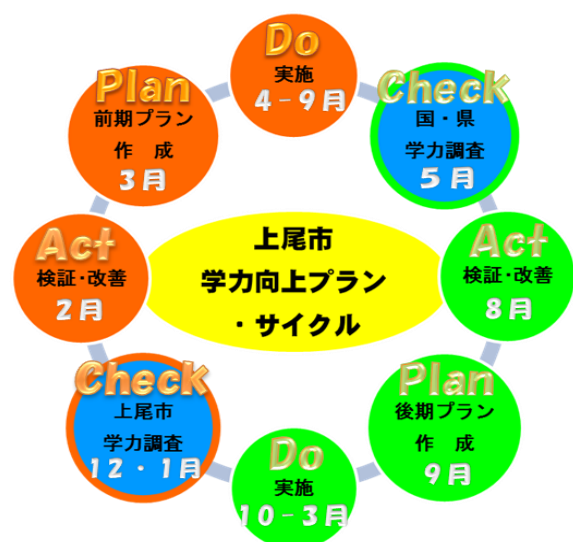 Do
実施
4-9月
Check
国・県
学力調査
5月
Act
検証・改善
8月
Plan
後期プラン
作　成
9月
Do
実施
10-3月
Check
上尾市
学力調査
12・1月
Act
検証・改善
2月
Plan
前期プラン
作　成
3月
上尾市
学力向上プラン
・サイクル